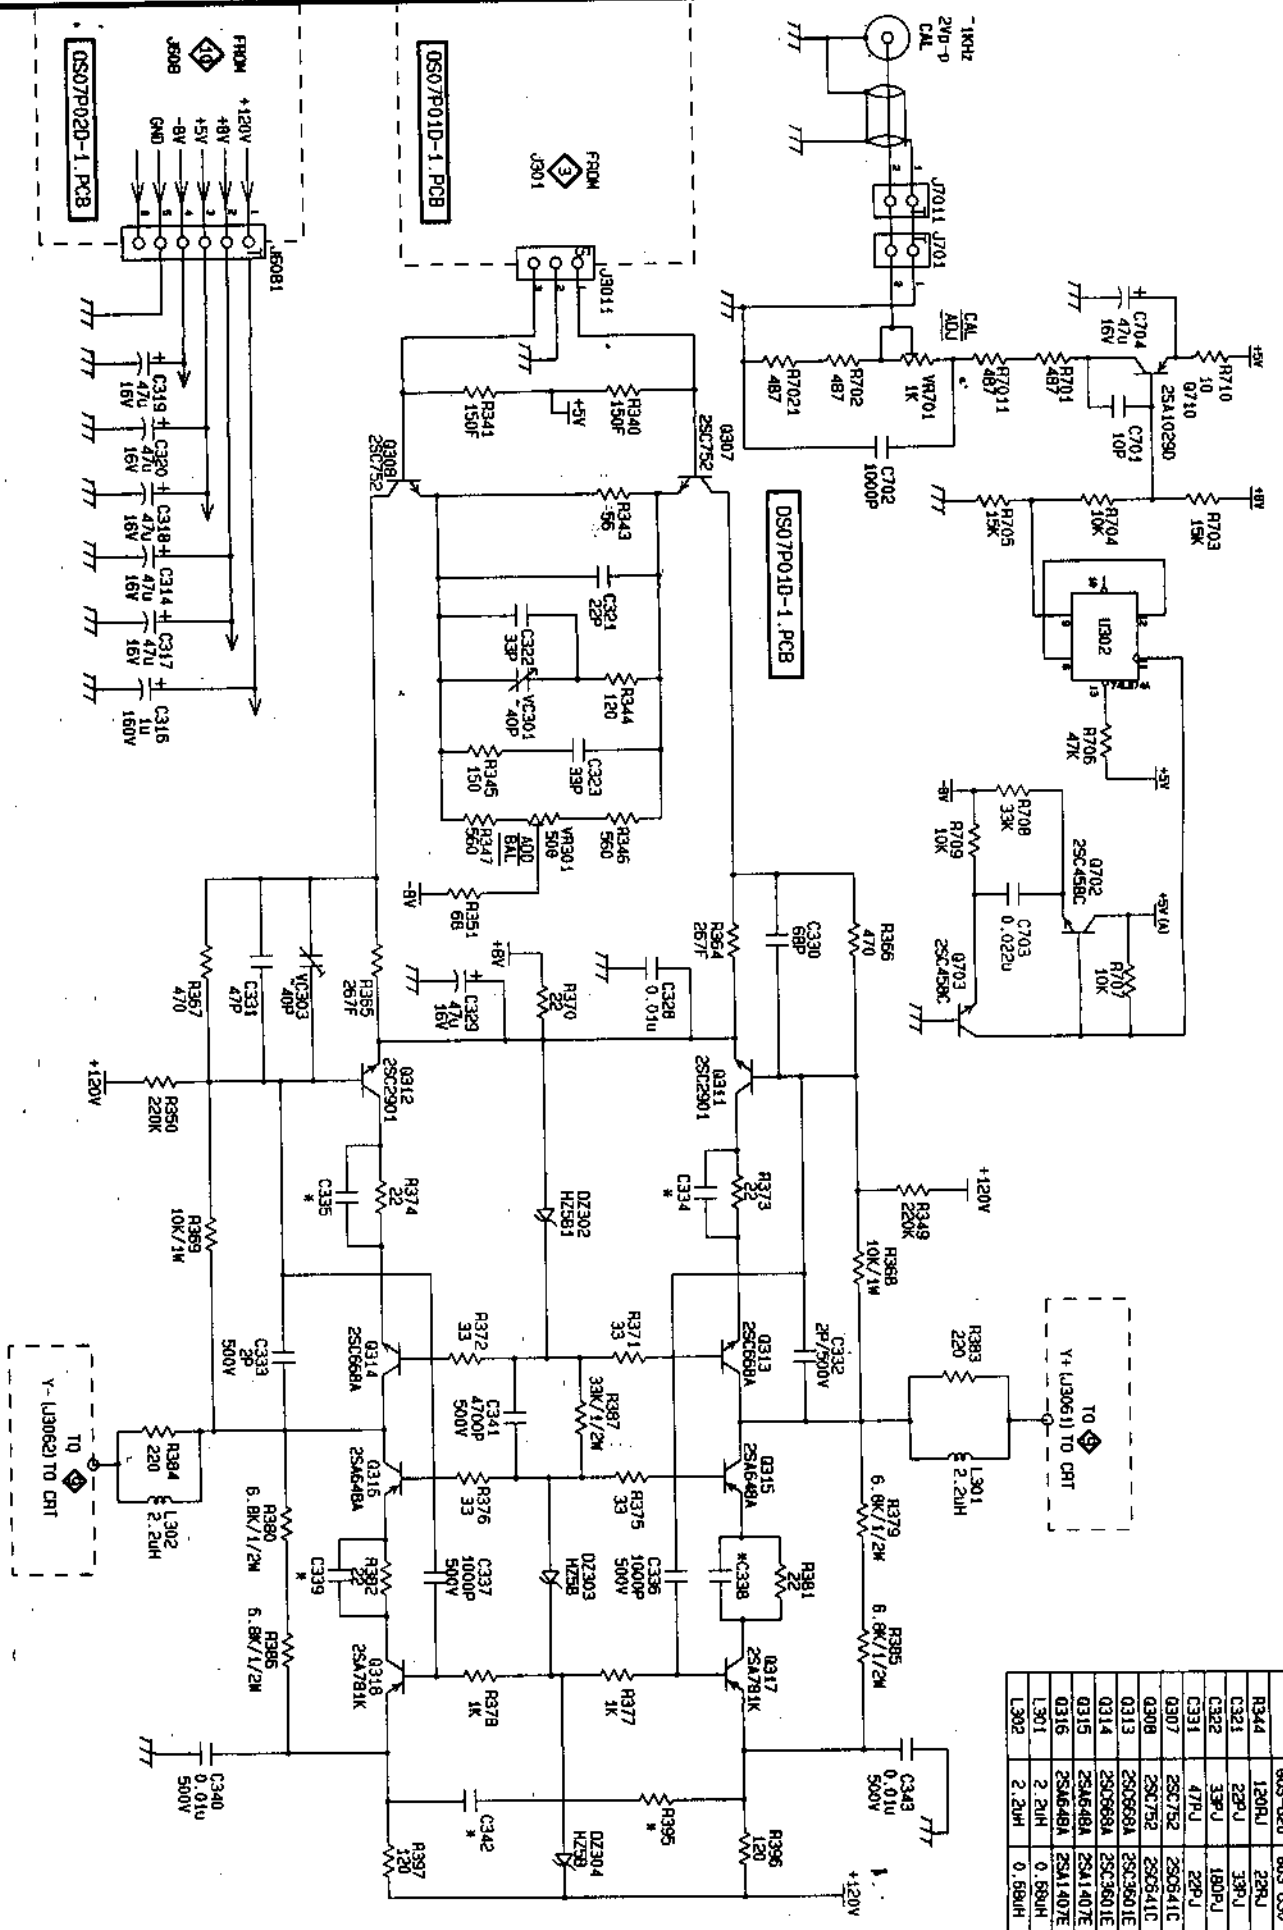 ~1KHz
2Vp-p
CAL
J7011
J701
CAL
ADJ
C704
47u
16V
+5V
R710
10
Q710
2SA1029D
C701
10P
R701
487
R7011
487
VR701
1K
R702
487
R7021
487
C702
1000P
+8V
R703
15K
R704
10K
R705
15K
U302
R706
47K
+5V
-8V
R708
33K
R709
10K
Q702
2SC458C
C703
0.022u
Q703
2SC458C
+5V(A)
R707
10K
DS07P01D-1.PCB
FROM
3
J301
DS07P01D-1.PCB
J3011
R340
150F
+5V
R341
150F
Q307
2SC752
Q308
2SC752
R343
56
C321
22P
C322
33P
VC301
~40P
R344
120
C323
33P
R345
150
R346
560
VR301
500
ADD
BAL
R347
560
R351
68
-8V
FROM
10
J608
DS07P02D-1.PCB
+120V
+8V
+5V
-8V
GND
J6081
C319
47u
16V
C320
47u
16V
C318
47u
16V
C314
47u
16V
C317
47u
16V
C316
1u
160V
R366
470
C330
68P
R364
267F
C328
0.01u
R370
22
+8V
C329
47u
16V
R365
267F
VC303
~40P
C331
47P
R367
470
Q311
2SC2901
Q312
2SC2901
+120V
R350
220K
+120V
R349
220K
R373
22
C334
*
DZ302
HZ5B1
R374
22
C335
*
R368
10K/1W
R369
10K/1W
Q313
2SC668A
C332
2P/500V
R371
33
R372
33
Q314
2SC668A
C333
2P
500V
R387
33K/1/2W
C341
4700P
500V
TO 9
Y+(J3061) TO CRT
R383
220
L301
2.2uH
Q315
2SA648A
R375
33
R376
33
Q316
2SA648A
TO 9
Y-(J3062) TO CRT
R384
220
L302
2.2uH
R379
6.8K/1/2W
R385
6.8K/1/2W
R381
22
*C338
C336
1000P
500V
DZ303
HZ5B
C337
1000P
500V
R382
22
C339
*
R380
6.8K/1/2W
R386
6.8K/1/2W
Q317
2SA781K
R377
1K
R378
1K
Q318
2SA781K
C343
0.01u
500V
C340
0.01u
500V
R395
*
C342
*
DZ304
HZ5B
R396
120
R397
120
+120V
R344 120RJ 22RJ
C321 22PJ 33PJ
C322 33PJ 180PJ
C331 47PJ 22PJ
Q307 2SC752 2SC641C
Q308 2SC752 2SC641C
Q313 2SC668A 2SC3601E
Q314 2SC668A 2SC3601E
Q315 2SA648A 2SA1407E
Q316 2SA648A 2SA1407E
L301 2.2uH 0.68uH
L302 2.2uH 0.68uH